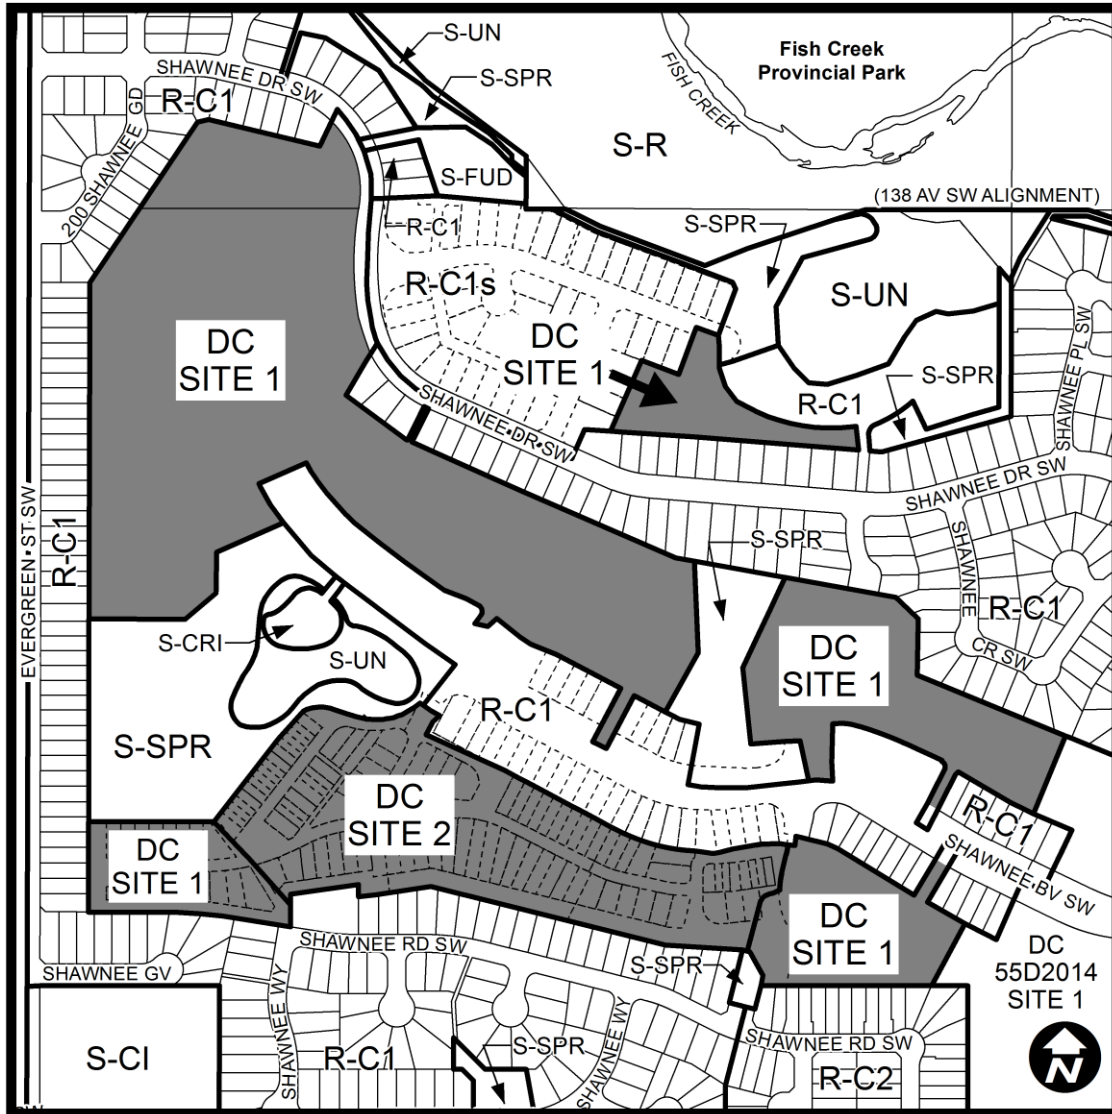 S-UN
Fish Creek
Provincial Park
SHAWNEE DR SW
S-SPR
FISH CREEK
R-C1
200 SHAWNEE GD
S-R
S-FUD
(138 AV SW ALIGNMENT)
R-C1
S-SPR
R-C1s
S-UN
DC
SITE 1
DC
SITE 1
SHAWNEE PL SW
S-SPR
R-C1
SHAWNEE DR SW
SHAWNEE DR SW
EVERGREEN ST SW
R-C1
S-SPR
SHAWNEE
CR SW
R-C1
S-CRI
S-UN
DC
SITE 1
R-C1
S-SPR
DC
SITE 2
R-C1
DC
SITE 1
SHAWNEE BV SW
DC
SITE 1
SHAWNEE RD SW
S-SPR
DC
55D2014
SITE 1
SHAWNEE GV
SHAWNEE WY
SHAWNEE WY
S-CI
R-C1
S-SPR
SHAWNEE RD SW
R-C2
N